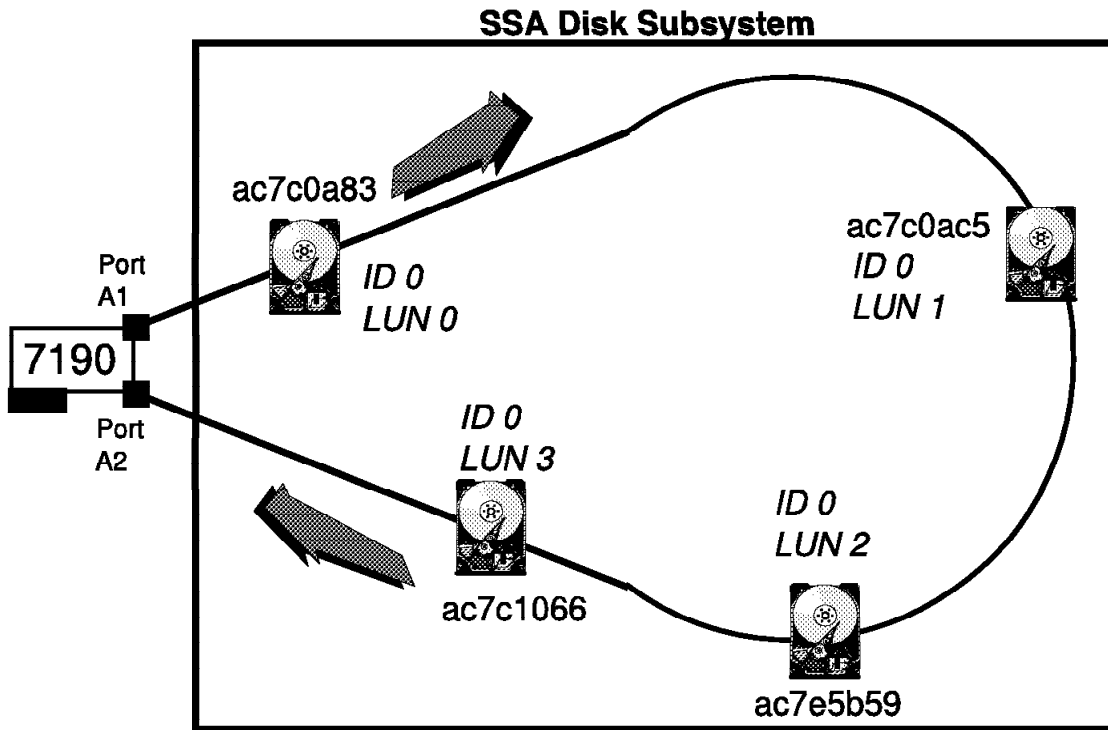 SSA Disk Subsystem
ac7c0a83
ID 0
LUN 0
ac7c0ac5
ID 0
LUN 1
Port
A1
7190
Port
A2
ID 0
LUN 3
ac7c1066
ID 0
LUN 2
ac7e5b59